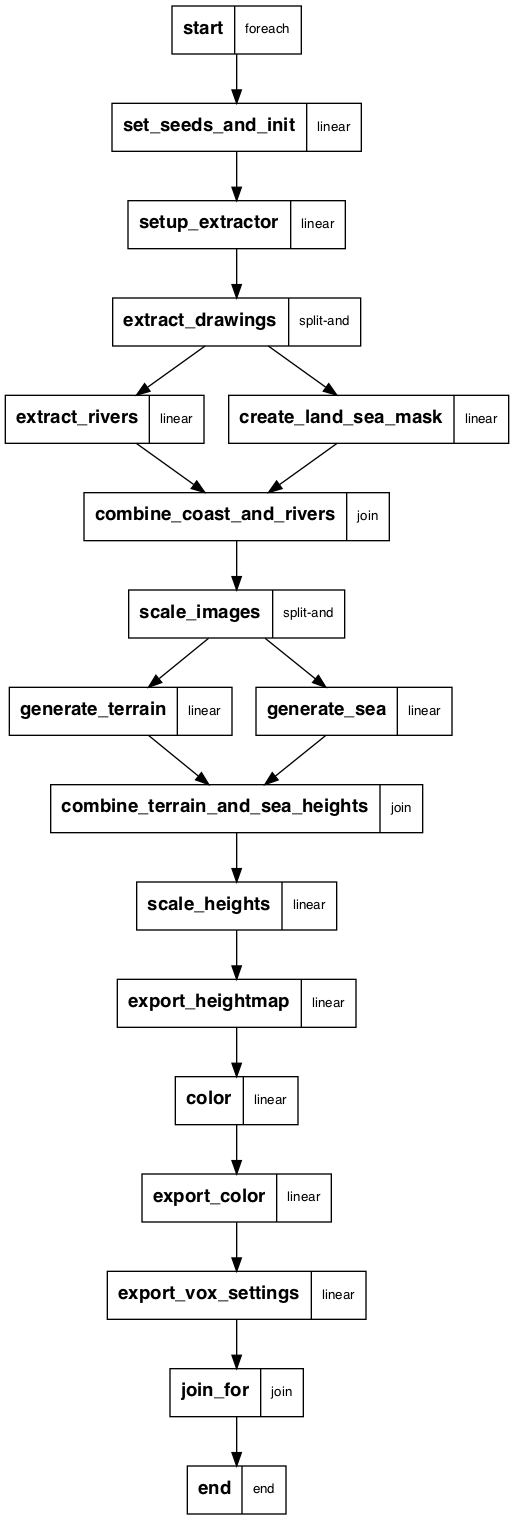 start foreach
set_seeds_and_init linear
setup_extractor linear
extract_drawings split-and
extract_rivers linear create_land_sea_mask linear
combine_coast_and_rivers join
scale_images split-and
generate_terrain linear generate_sea linear
combine_terrain_and_sea_heights join
scale_heights linear
export_heightmap linear
color linear
export_color linear
export_vox_settings linear
join_for join
end end